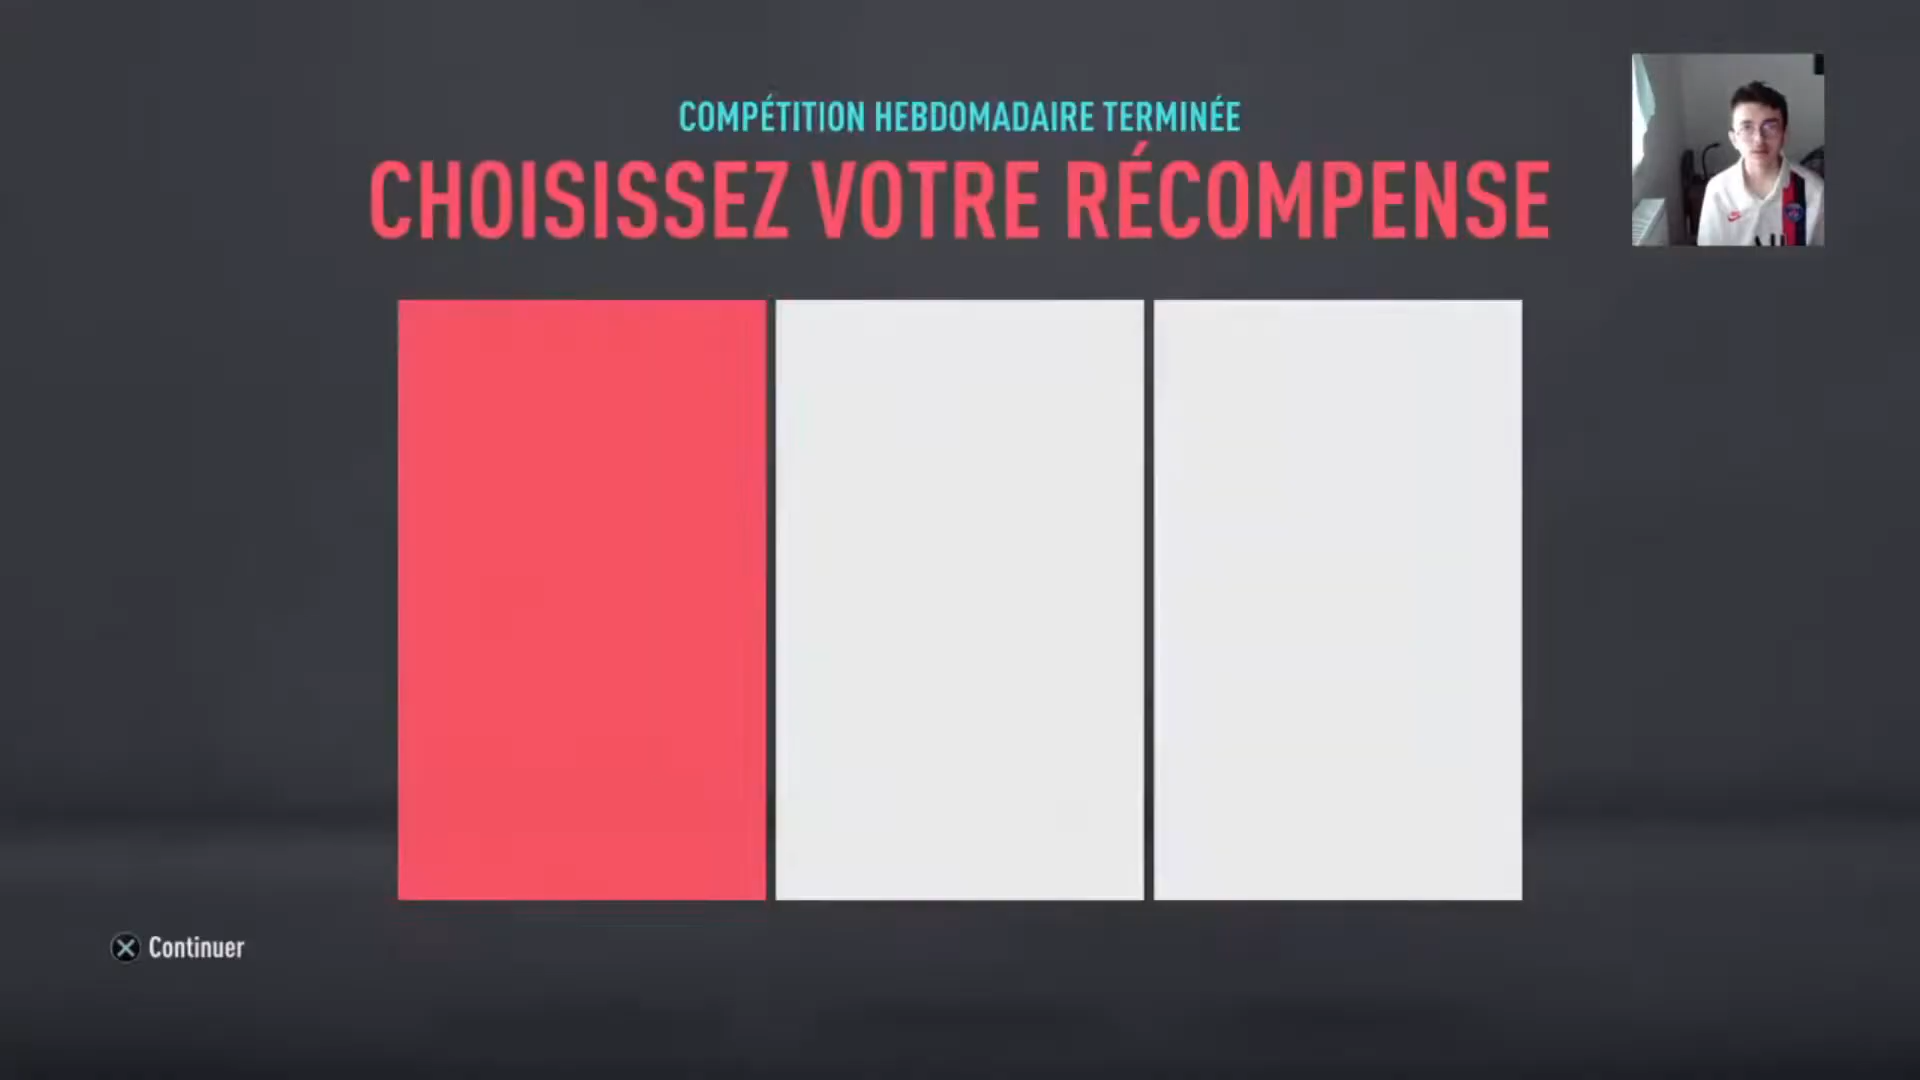 COMPÉTITION HEBDOMADAIRE TERMINÉE
CHOISISSEZ VOTRE RÉCOMPENSE
Continuer